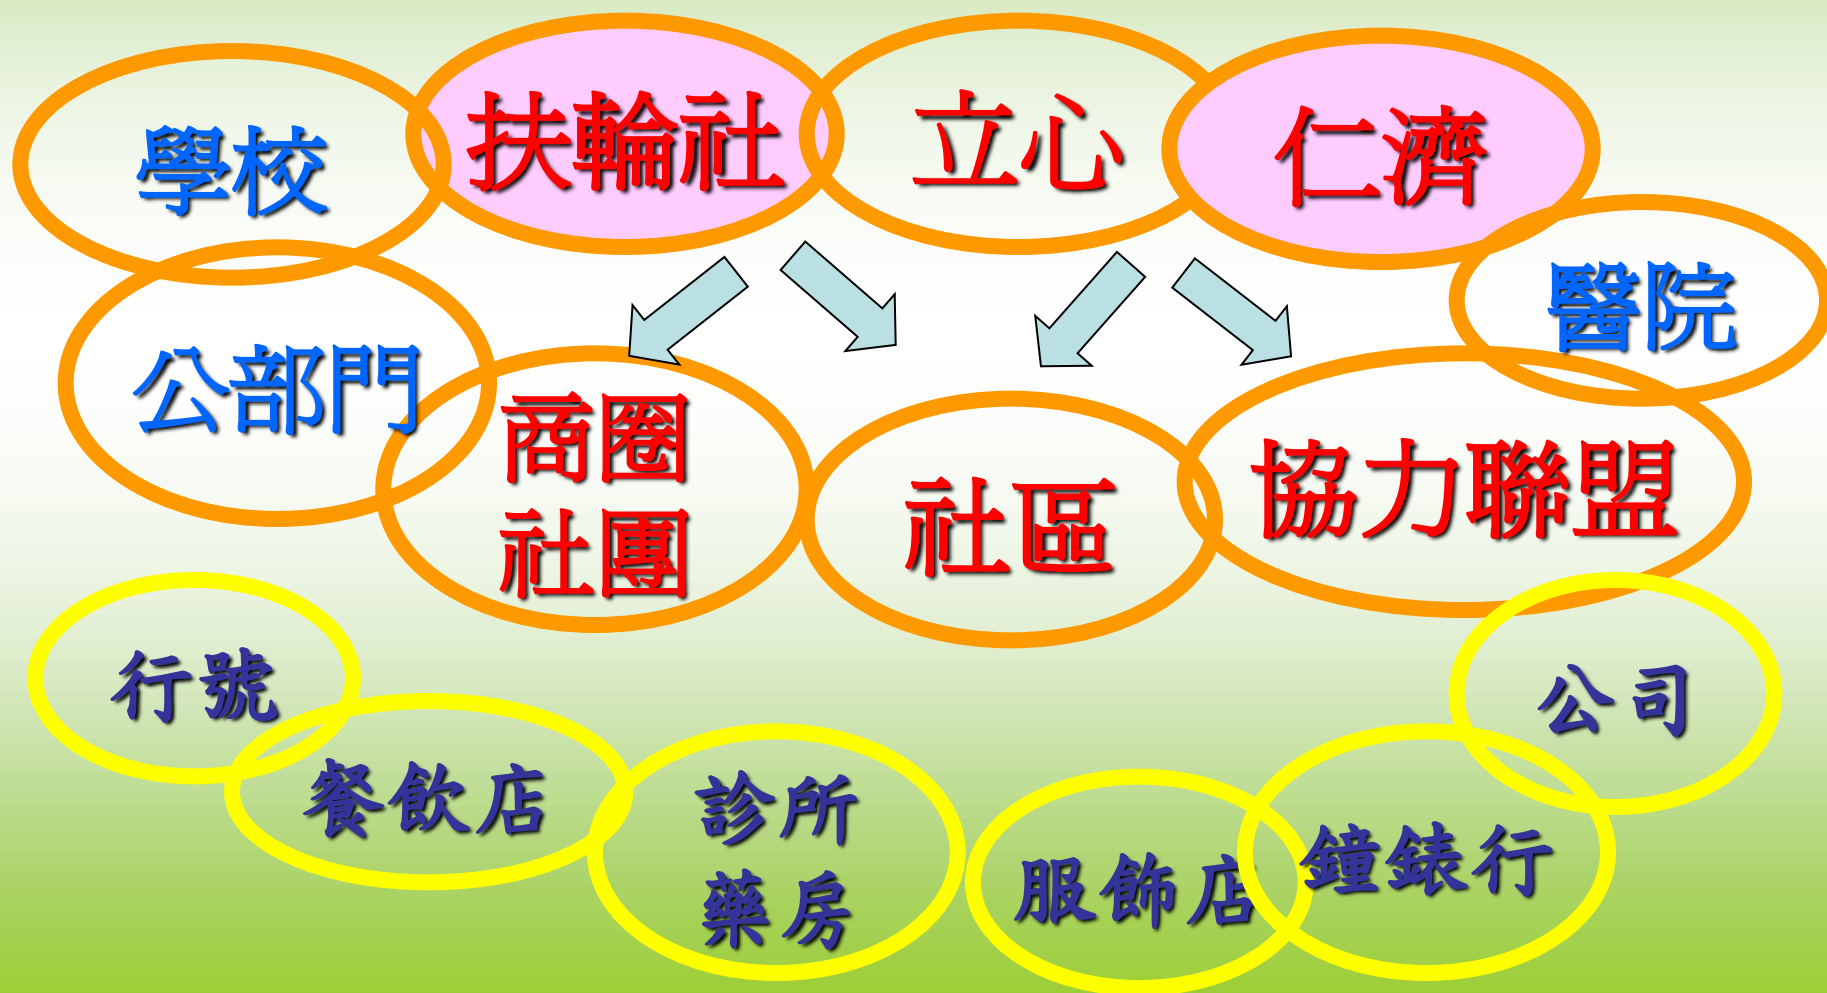 學校
扶輪社
立心
仁濟
醫院
公部門
商圈
社團
社區
協力聯盟
行號
餐飲店
診所
藥房
服飾店
鐘錶行
公司